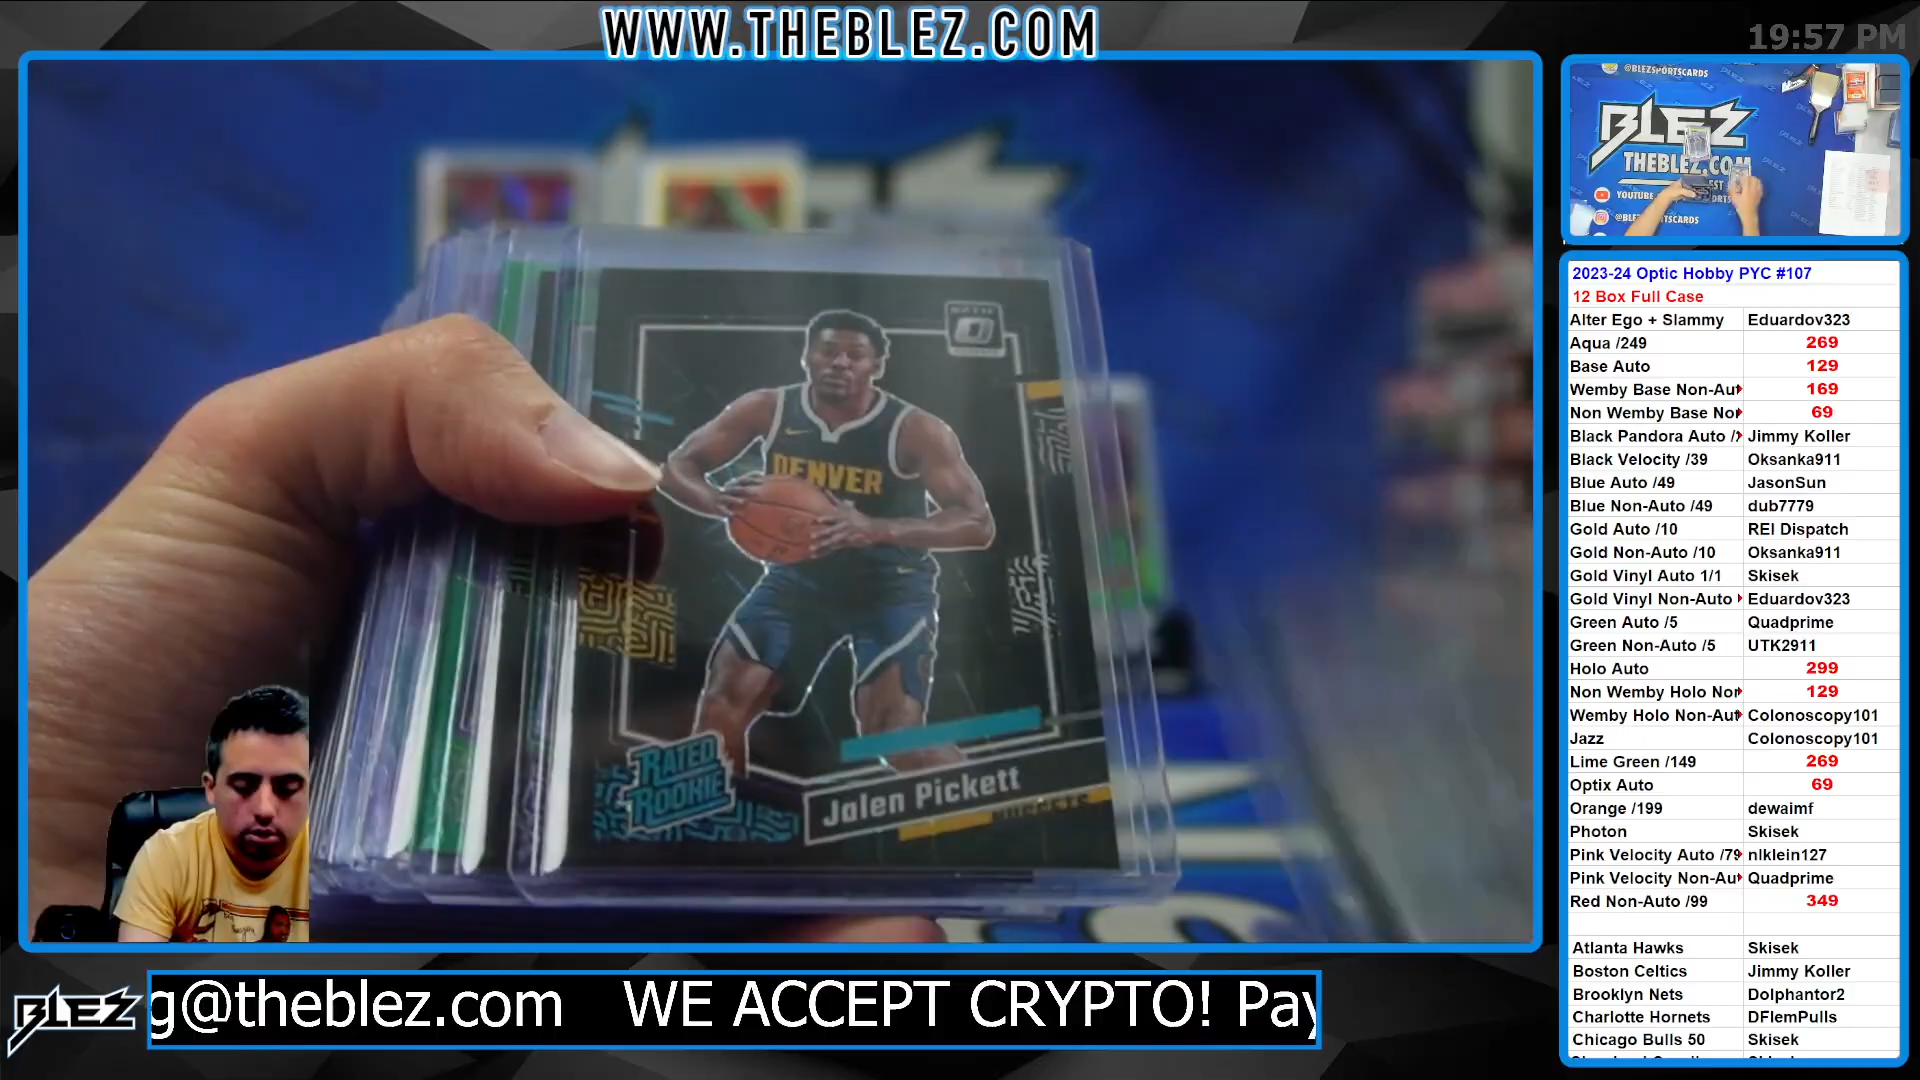 WWW.THEBLEZ.COM
19:57 PM
@BLEZSPORTSCARDS
BLEZ
THEBLEZ.COM
YOUTUBE
DENVER
RATED
ROOKIE
Jalen Pickett
NUGGETS
2023-24 Optic Hobby PYC #107
12 Box Full Case
Alter Ego + Slammy Eduardov323
Aqua /249 269
Base Auto 129
Wemby Base Non-Aut 169
Non Wemby Base Nor 69
Black Pandora Auto / Jimmy Koller
Black Velocity /39 Oksanka911
Blue Auto /49 JasonSun
Blue Non-Auto /49 dub7779
Gold Auto /10 REI Dispatch
Gold Non-Auto /10 Oksanka911
Gold Vinyl Auto 1/1 Skisek
Gold Vinyl Non-Auto Eduardov323
Green Auto /5 Quadprime
Green Non-Auto /5 UTK2911
Holo Auto 299
Non Wemby Holo Nor 129
Wemby Holo Non-Aut Colonoscopy101
Jazz Colonoscopy101
Lime Green /149 269
Optix Auto 69
Orange /199 dewaimf
Photon Skisek
Pink Velocity Auto /79 nlklein127
Pink Velocity Non-Au Quadprime
Red Non-Auto /99 349
Atlanta Hawks Skisek
Boston Celtics Jimmy Koller
Brooklyn Nets Dolphantor2
Charlotte Hornets DFlemPulls
Chicago Bulls 50 Skisek
BLEZ
g@theblez.com WE ACCEPT CRYPTO! Pay